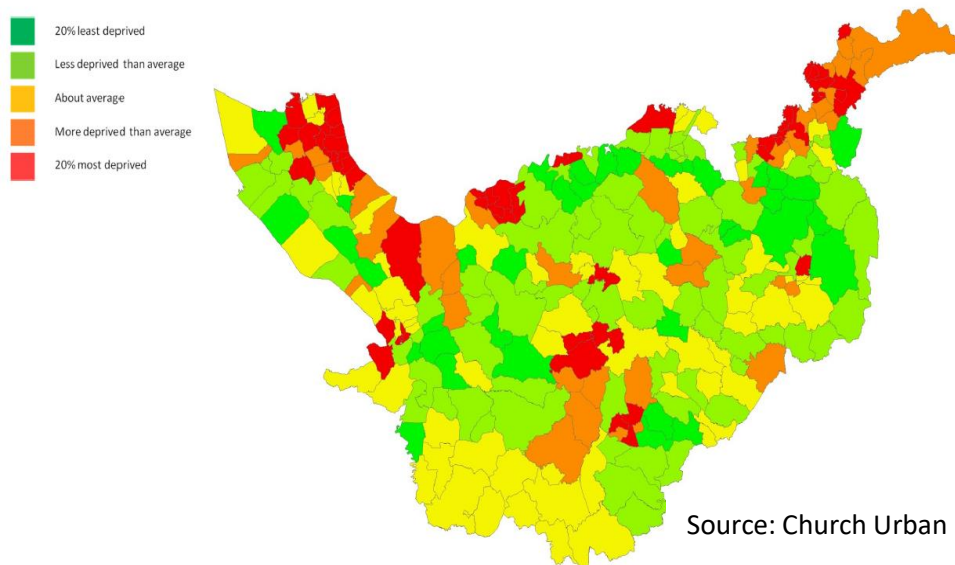 20% least deprived
Less deprived than average
About average
More deprived than average
20% most deprived
Source: Church Urban